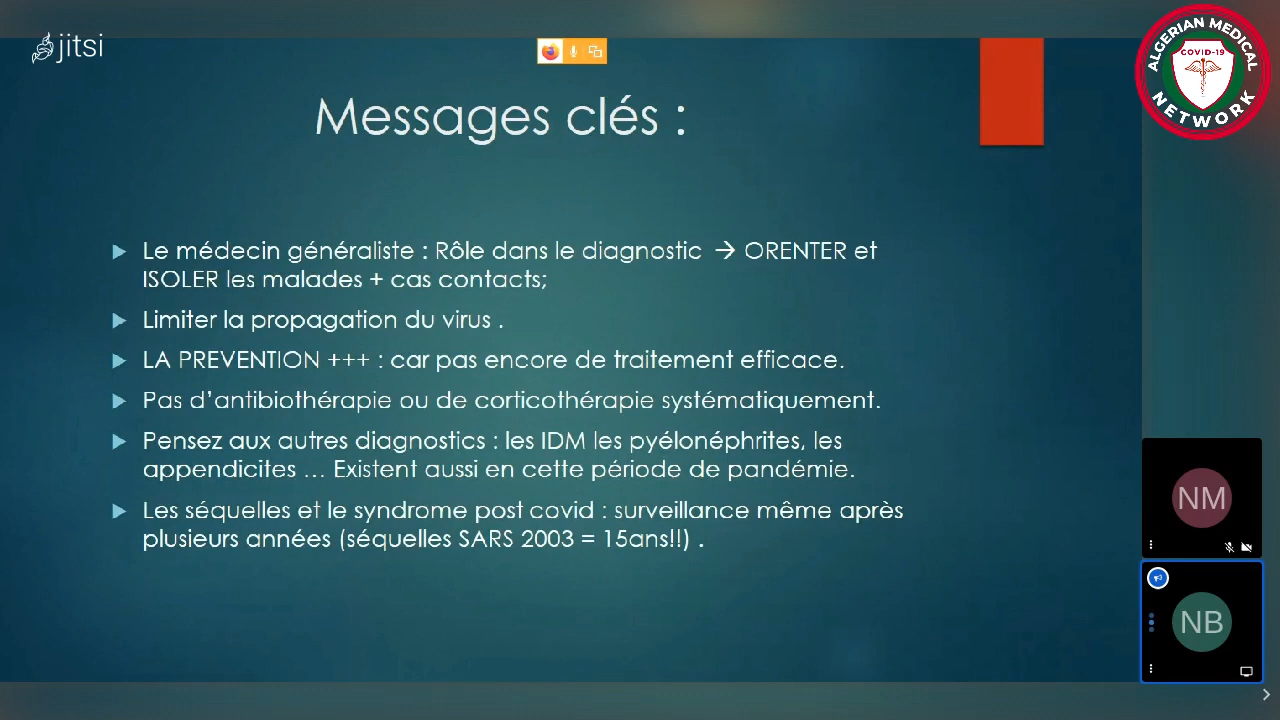 jitsi
ALGERIAN MEDICAL
COVID-19
NETWORK
Messages clés :
Le médecin généraliste : Rôle dans le diagnostic → ORENTER et
ISOLER les malades + cas contacts;
Limiter la propagation du virus .
LA PREVENTION +++ : car pas encore de traitement efficace.
Pas d’antibiothérapie ou de corticothérapie systématiquement.
Pensez aux autres diagnostics : les IDM les pyélonéphrites, les
appendicites … Existent aussi en cette période de pandémie.
Les séquelles et le syndrome post covid : surveillance même après
plusieurs années (séquelles SARS 2003 = 15ans!!) .
NM
NB